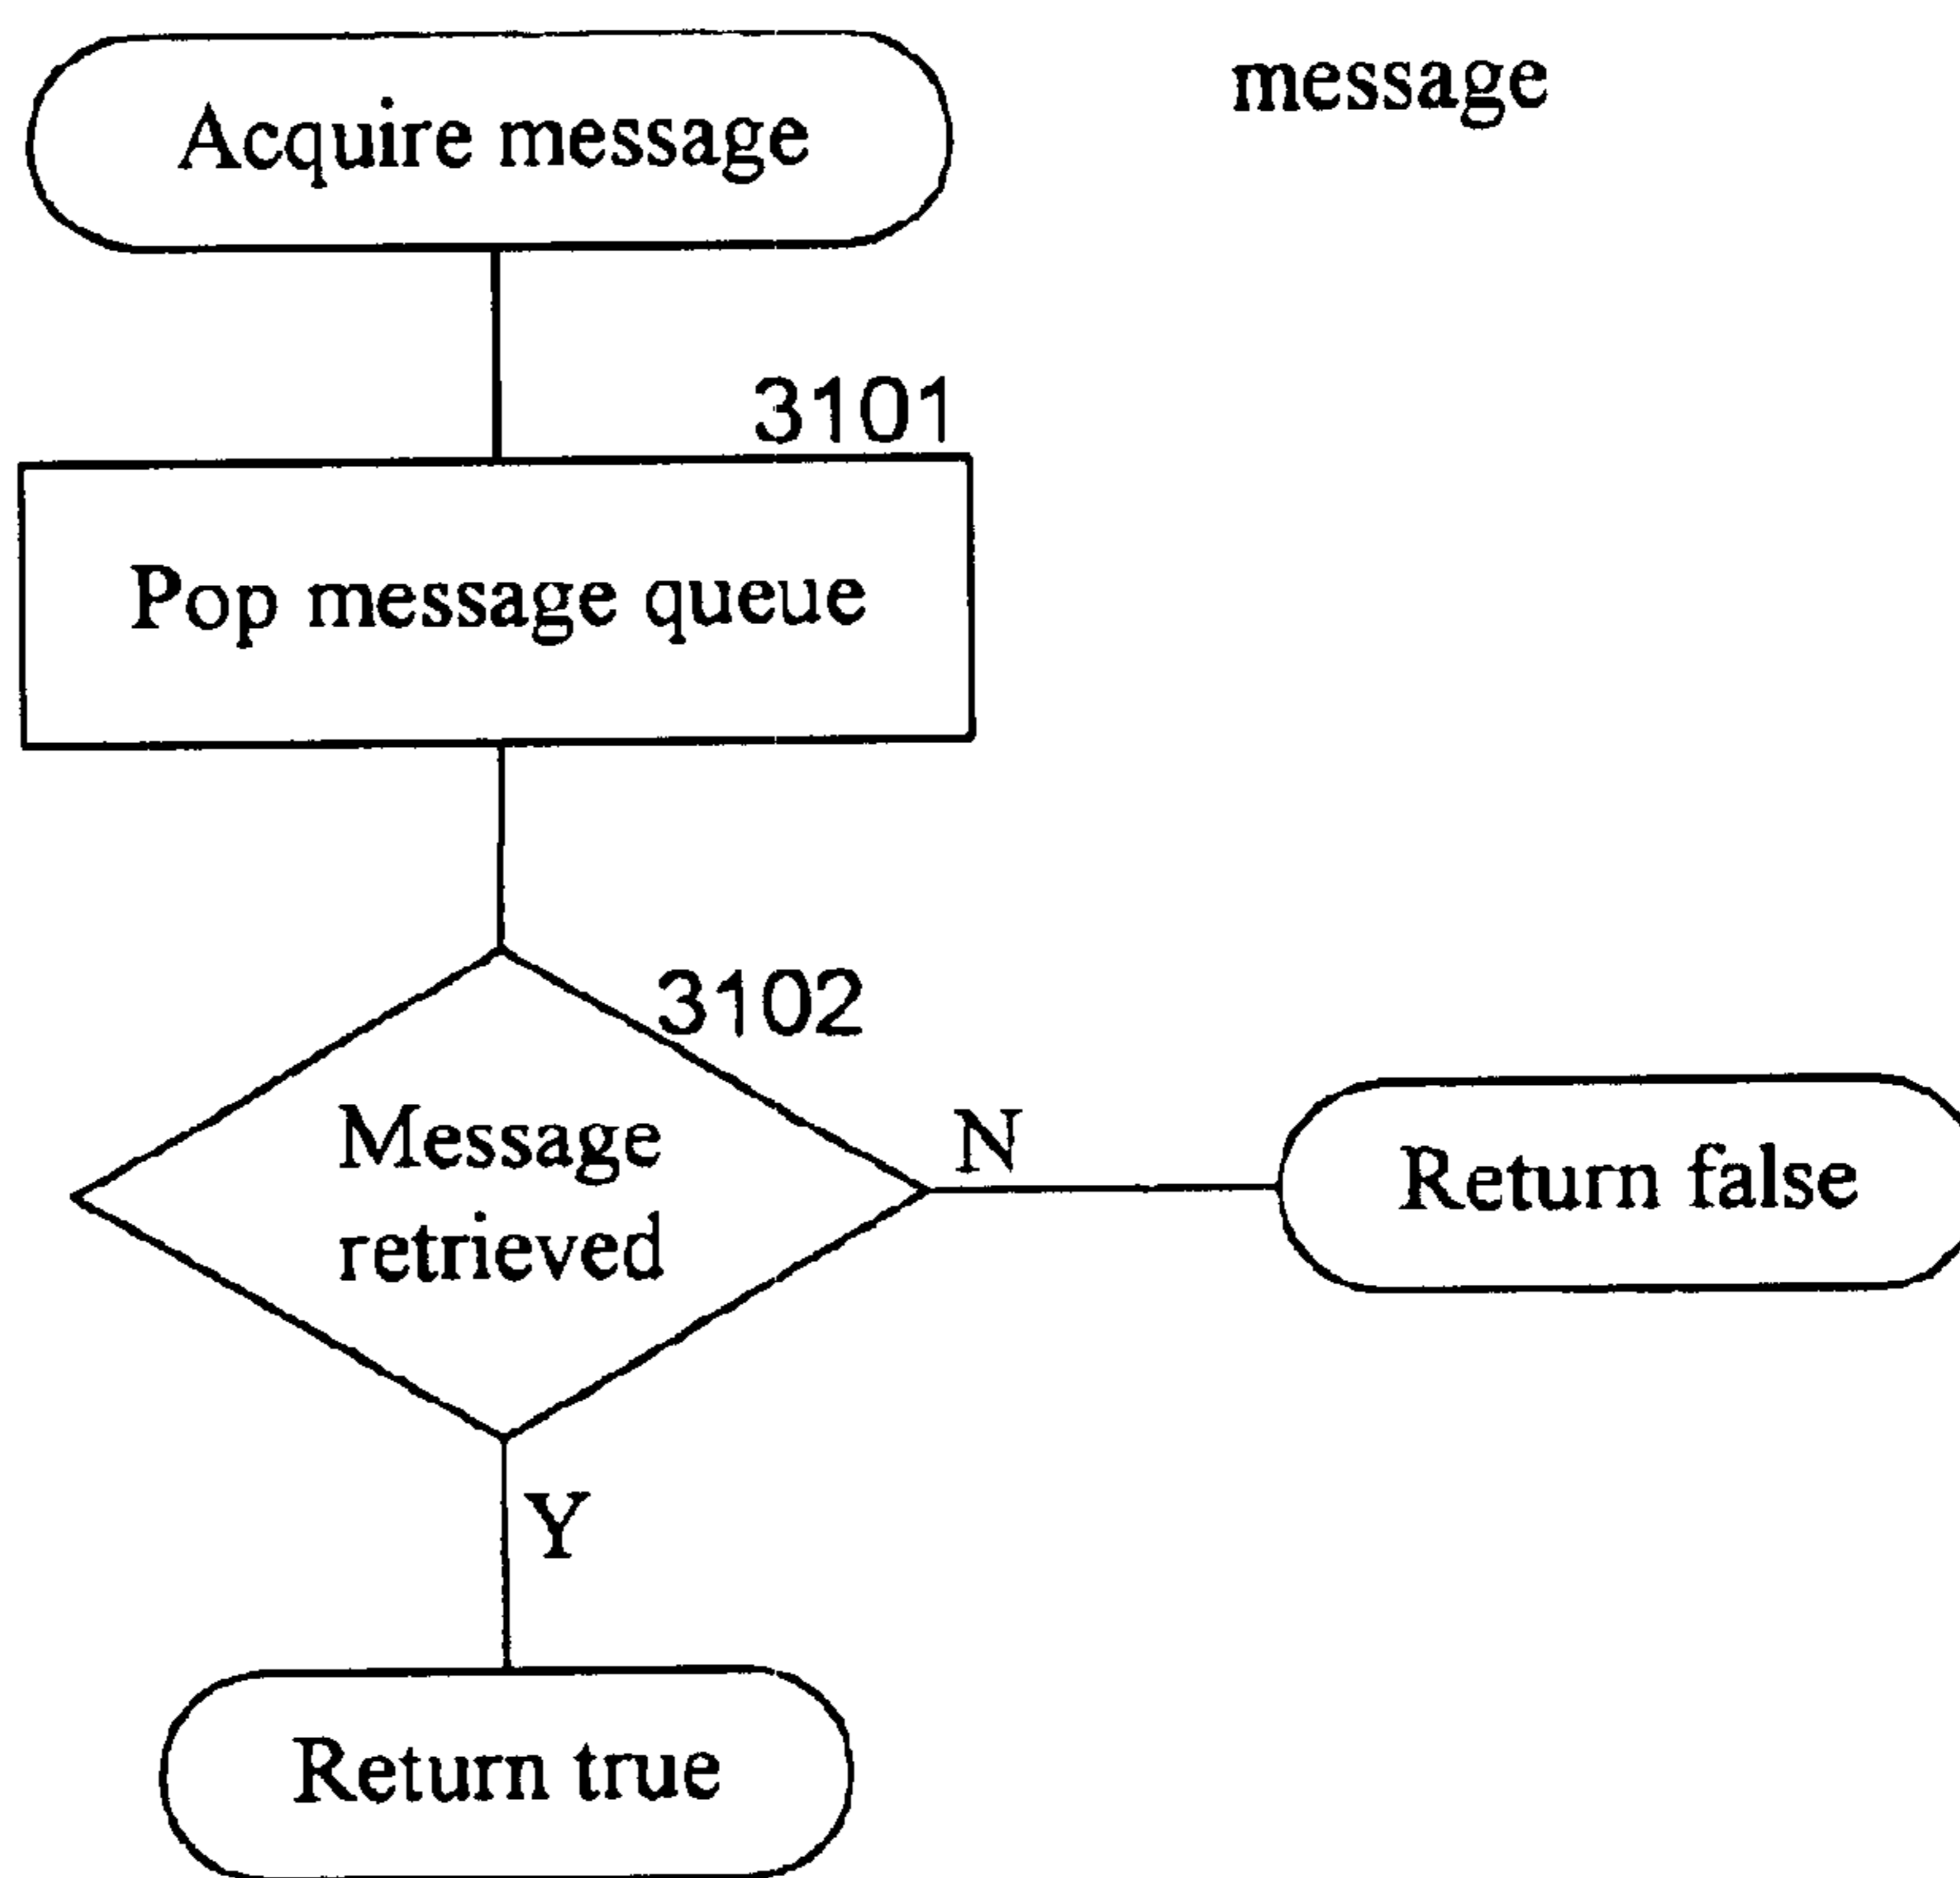 Acquire message
message
3101
Pop message queue
3102
Message
retrieved
N
Return false
Y
Return true